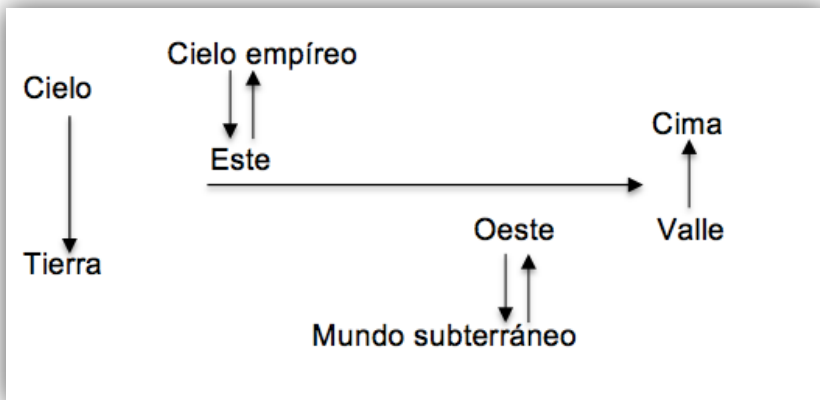 Cielo empíreo
Cielo
Cima
Este
Oeste
Valle
Tierra
Mundo subterráneo